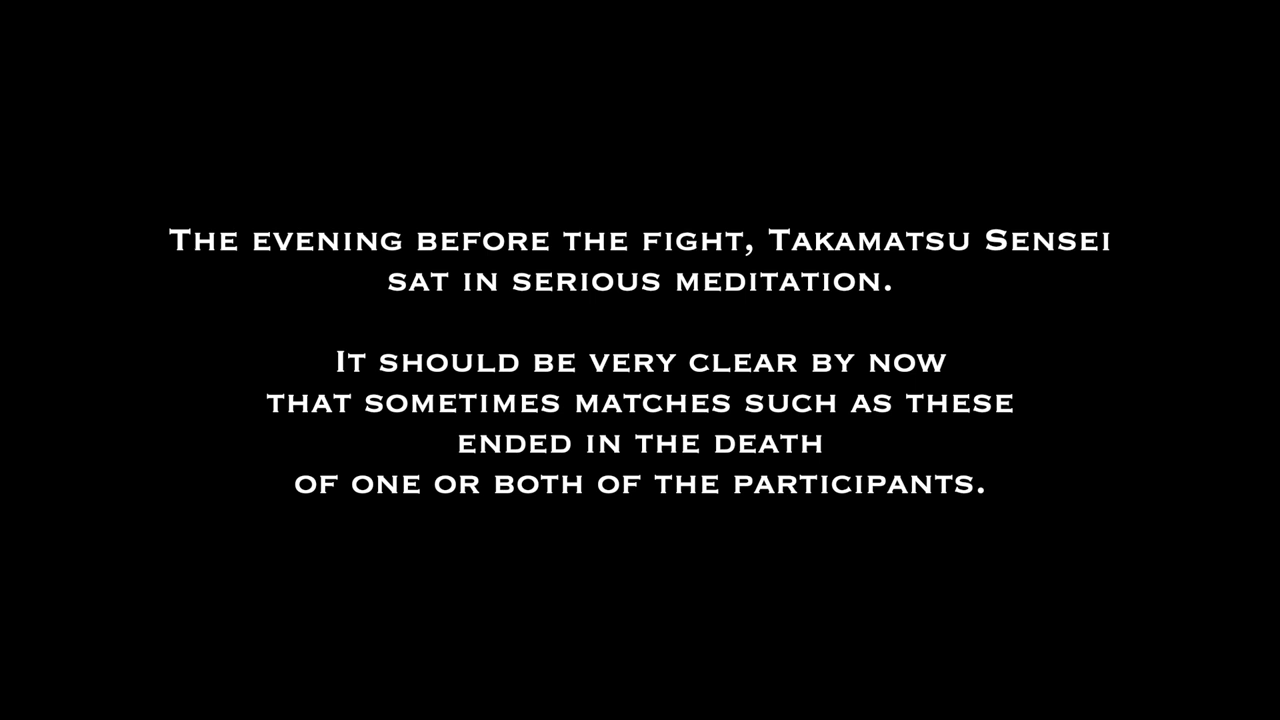 The evening before the fight, Takamatsu Sensei
sat in serious meditation.
It should be very clear by now
that sometimes matches such as these
ended in the death
of one or both of the participants.